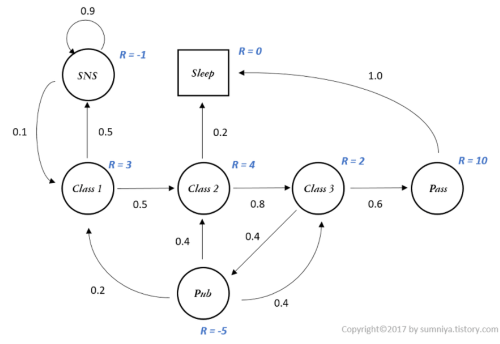 0.9
R = -1
R = 0
SNS
Sleep
1.0
0.1
0.5
0.2
R = 3
R = 4
R = 2
R = 10
Class 1
Class 2
Class 3
Pass
0.5
0.8
0.6
0.4
0.4
0.2
Pub
0.4
R = -5
Copyright©2017 by sumniya.tistory.com